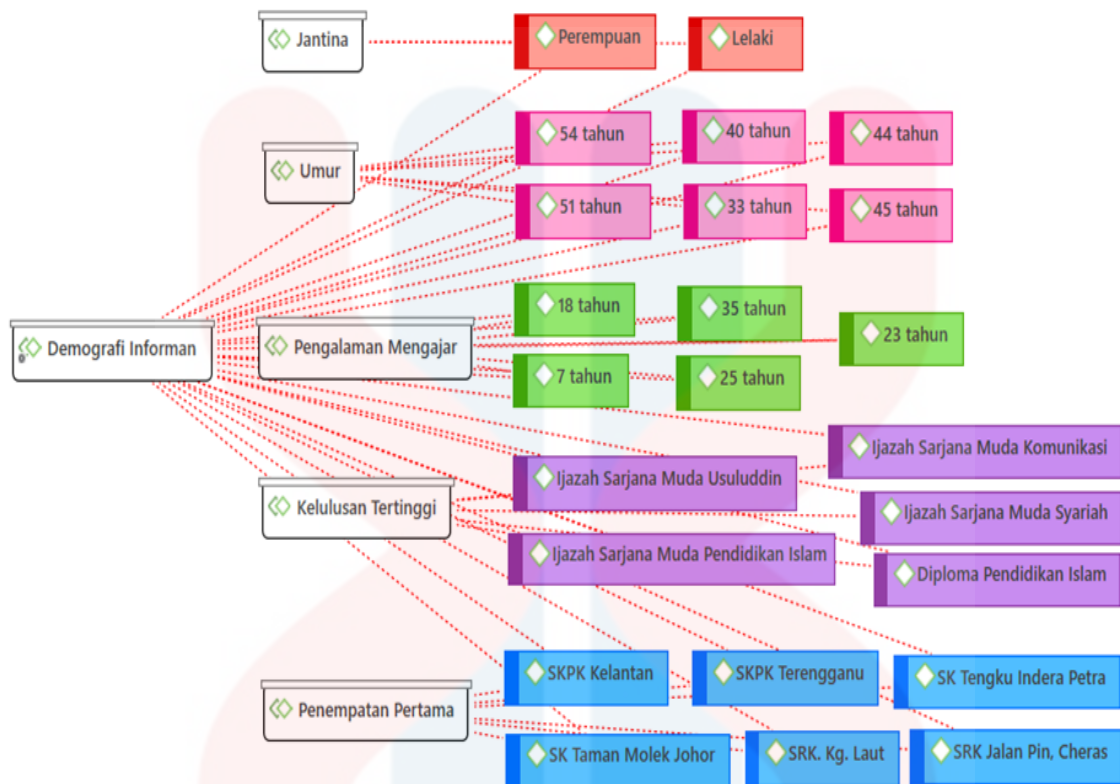 Jantina
Perempuan
Lelaki
Umur
54 tahun
40 tahun
44 tahun
51 tahun
33 tahun
45 tahun
Demografi Informan
Pengalaman Mengajar
18 tahun
35 tahun
23 tahun
7 tahun
25 tahun
Kelulusan Tertinggi
Ijazah Sarjana Muda Usuluddin
Ijazah Sarjana Muda Komunikasi
Ijazah Sarjana Muda Syariah
Ijazah Sarjana Muda Pendidikan Islam
Diploma Pendidikan Islam
Penempatan Pertama
SKPK Kelantan
SKPK Terengganu
SK Tengku Indera Petra
SK Taman Molek Johor
SRK. Kg. Laut
SRK Jalan Pin, Cheras